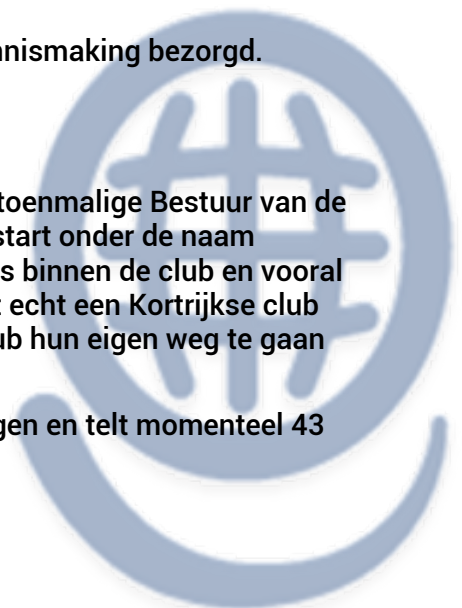 nnismaking bezorgd.
toenmalige Bestuur van de
start onder de naam
s binnen de club en vooral
t echt een Kortrijkse club
ub hun eigen weg te gaan
gen en telt momenteel 43